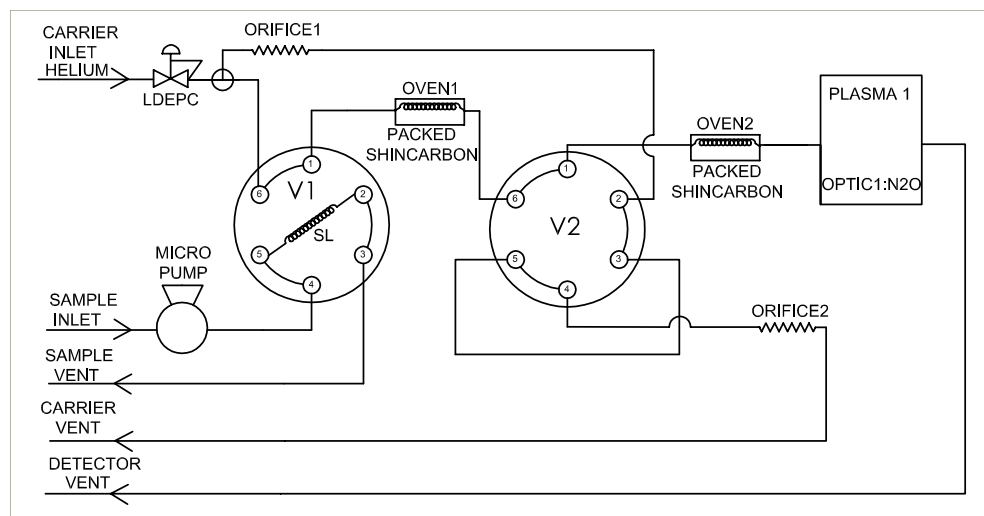 CARRIER
INLET
HELIUM
LDEPC
ORIFICE1
OVEN1
PACKED
SHINCARBON
OVEN2
PACKED
SHINCARBON
PLASMA 1
OPTIC1:N2O
V1
1
2
3
4
5
6
SL
V2
1
2
3
4
5
6
MICRO
PUMP
SAMPLE
INLET
ORIFICE2
SAMPLE
VENT
CARRIER
VENT
DETECTOR
VENT